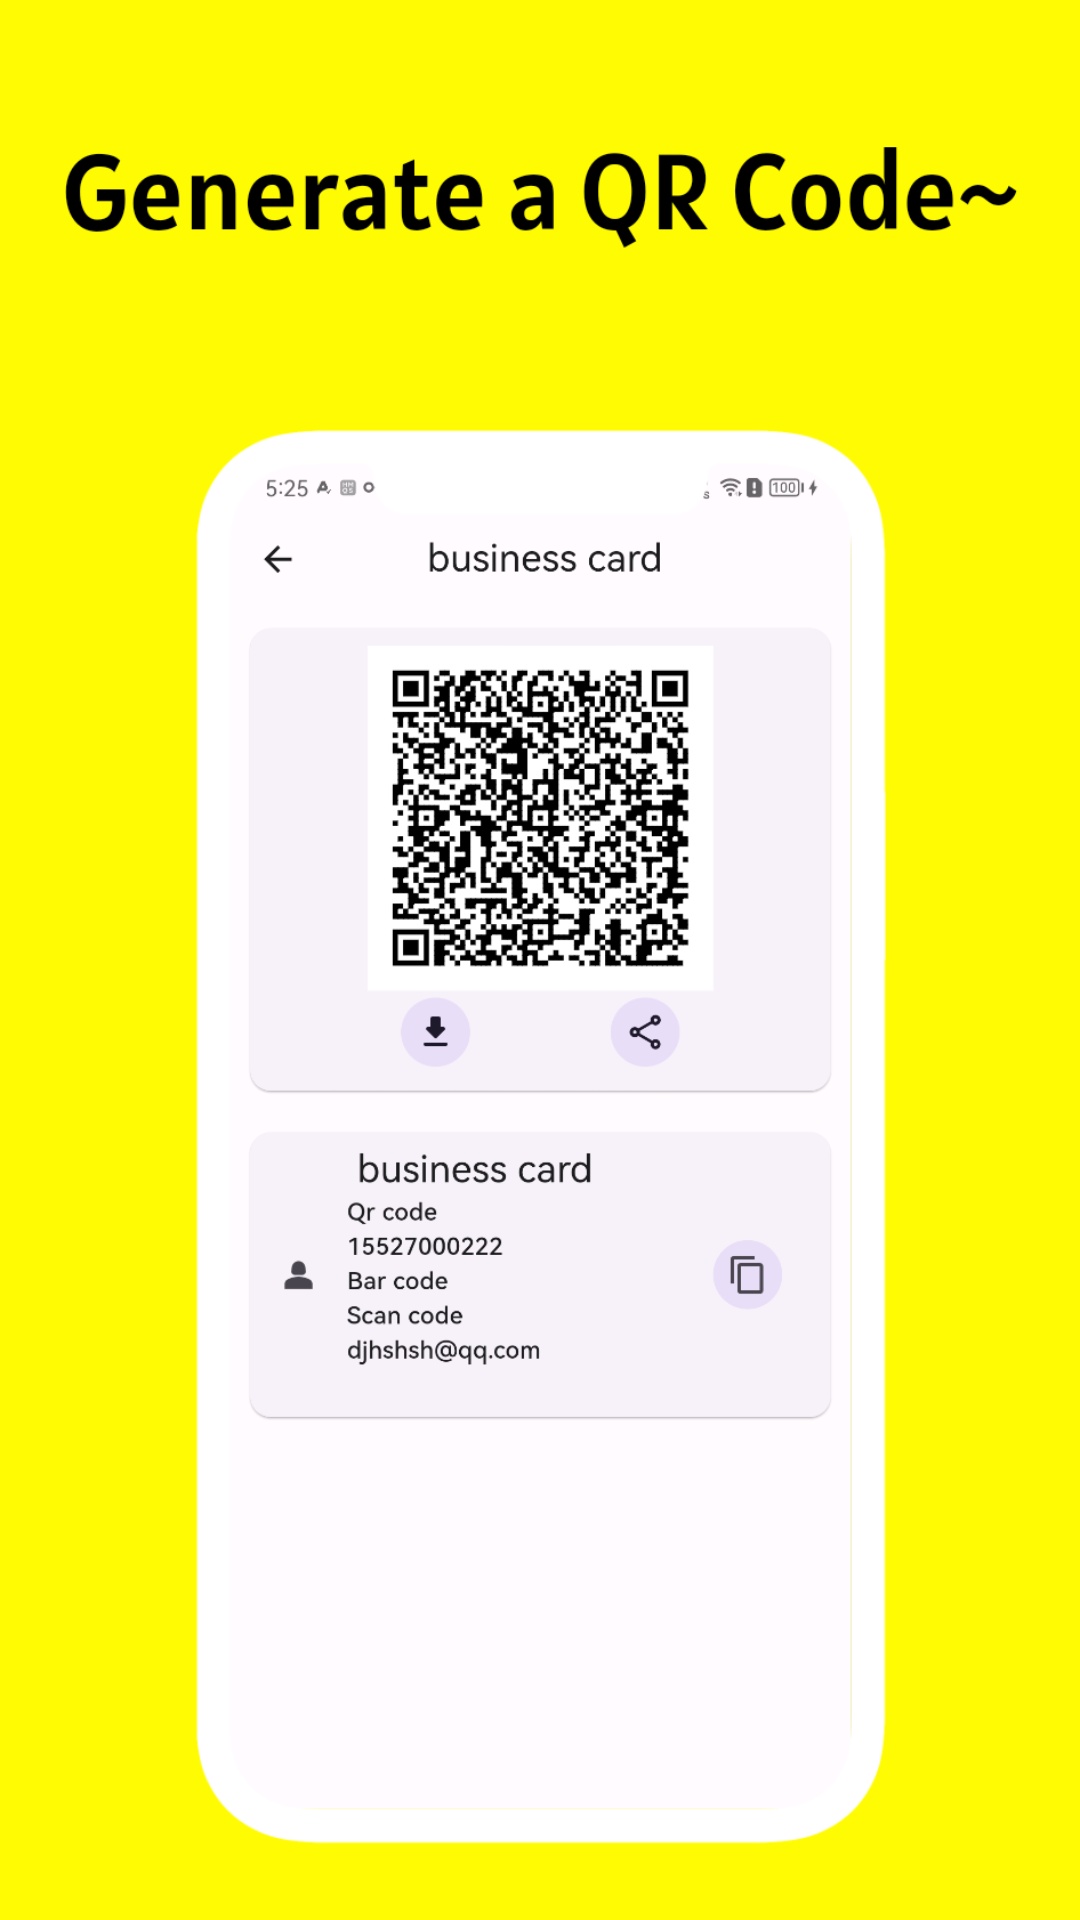 Generate a QR Code~
5:25
100
business card
business card
Qr code
15527000222
Bar code
Scan code
djhshsh@qq.com